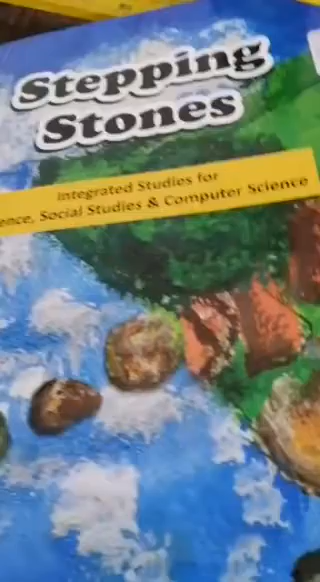 Stepping
Stones
Integrated Studies for
ence, Social Studies & Computer Science